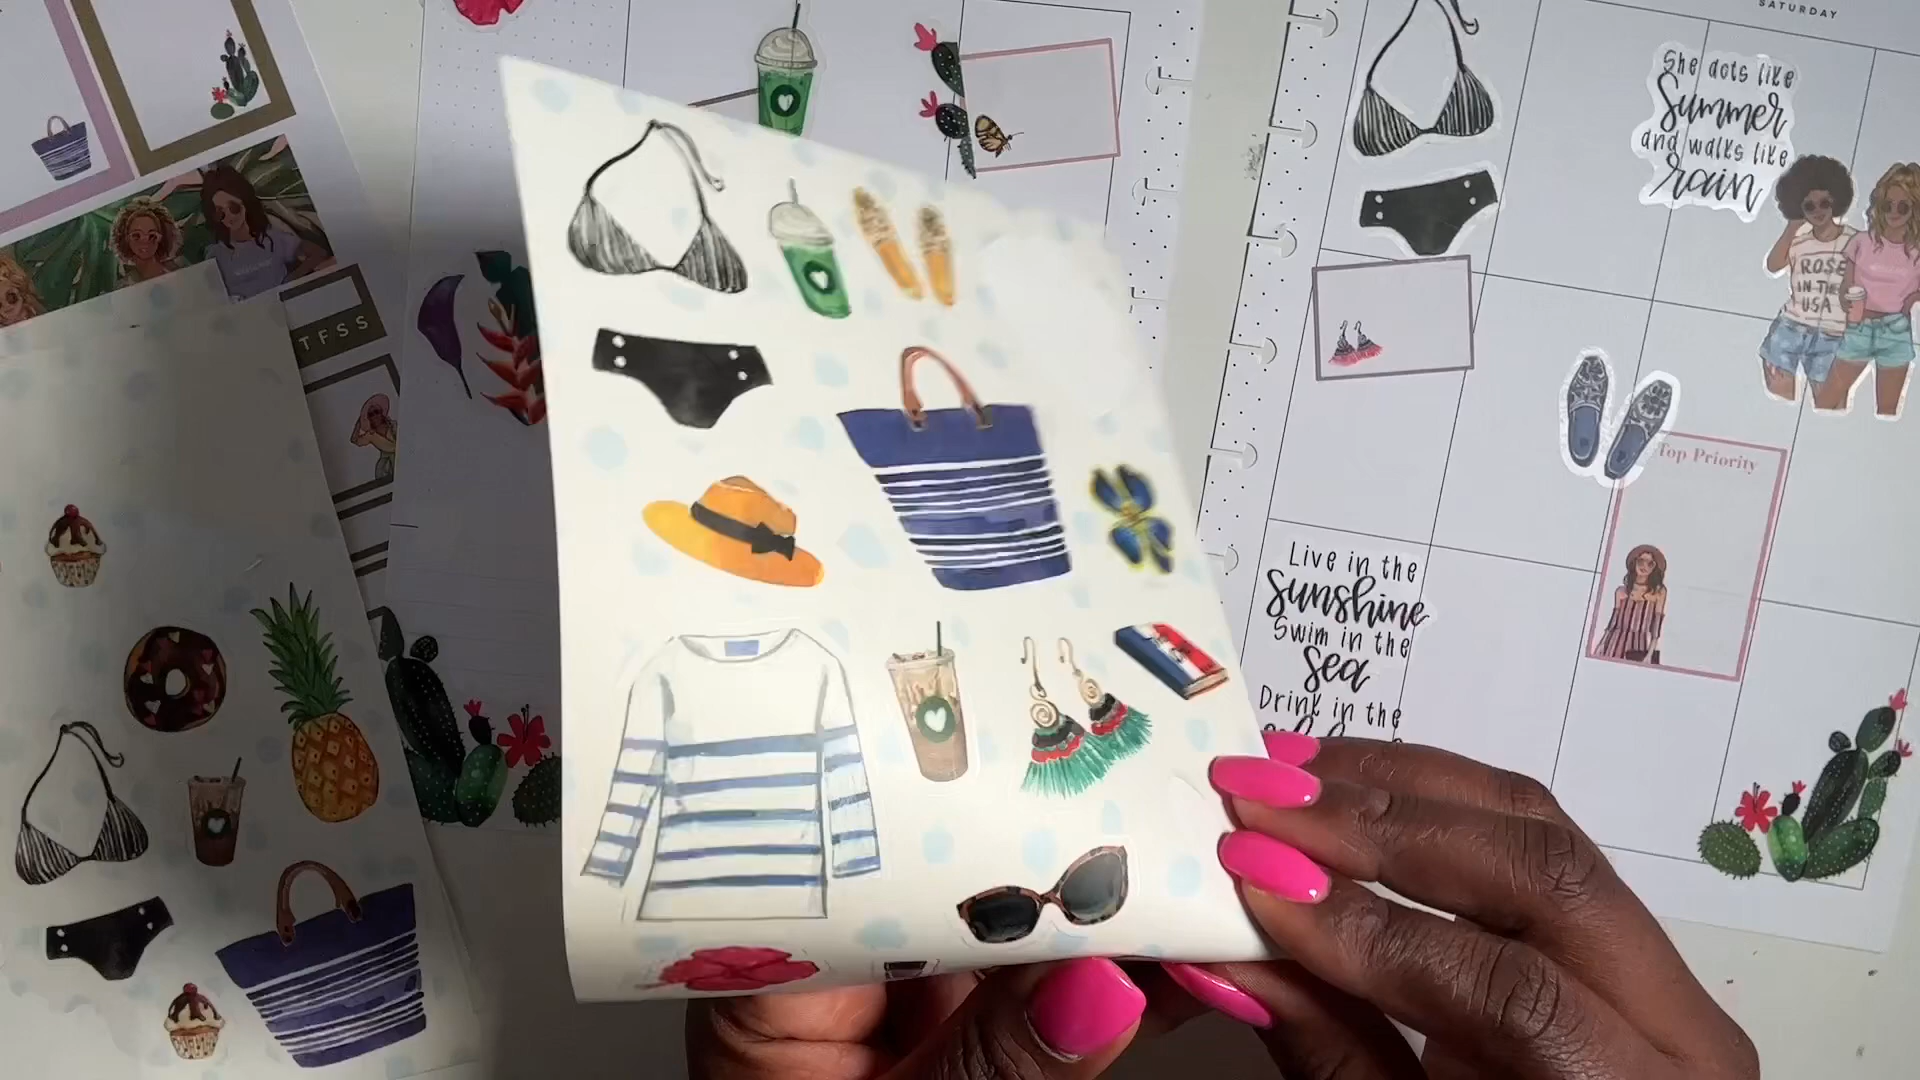 TFSS
SATURDAY
She dots like
Summer
and walks like
rain
ROSE
IN THE
USA
Top Priority
Live in the
sunshine
Swim in the
sea
Drink in the